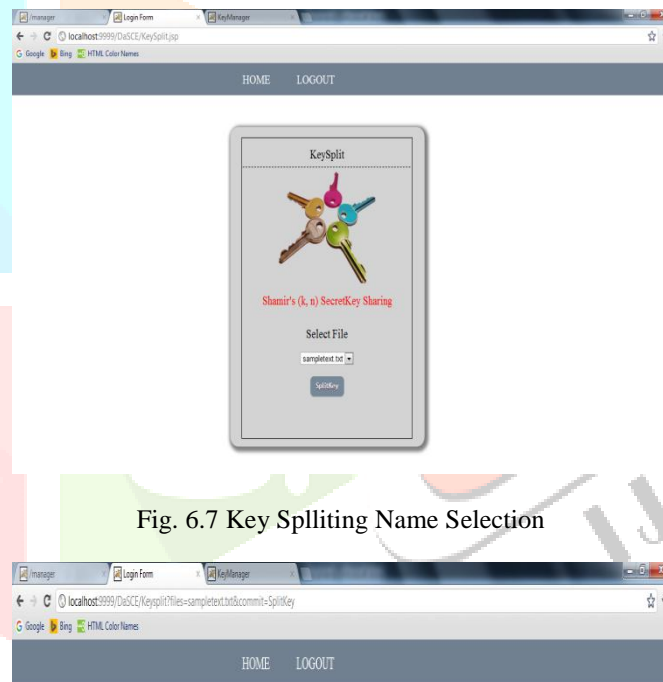 /manager Login Form KeyManager
localhost:9999/DaSCE/KeySplit.jsp
Google Bing HTML Color Names
HOME LOGOUT
KeySplit
Shamir's (k, n) SecretKey Sharing
Select File
sampletext.txt
SplitKey
Fig. 6.7 Key Splliting Name Selection
/manager Login Form KeyManager
localhost:9999/DaSCE/Keysplit?files=sampletext.txt&commit=SplitKey
Google Bing HTML Color Names
HOME LOGOUT